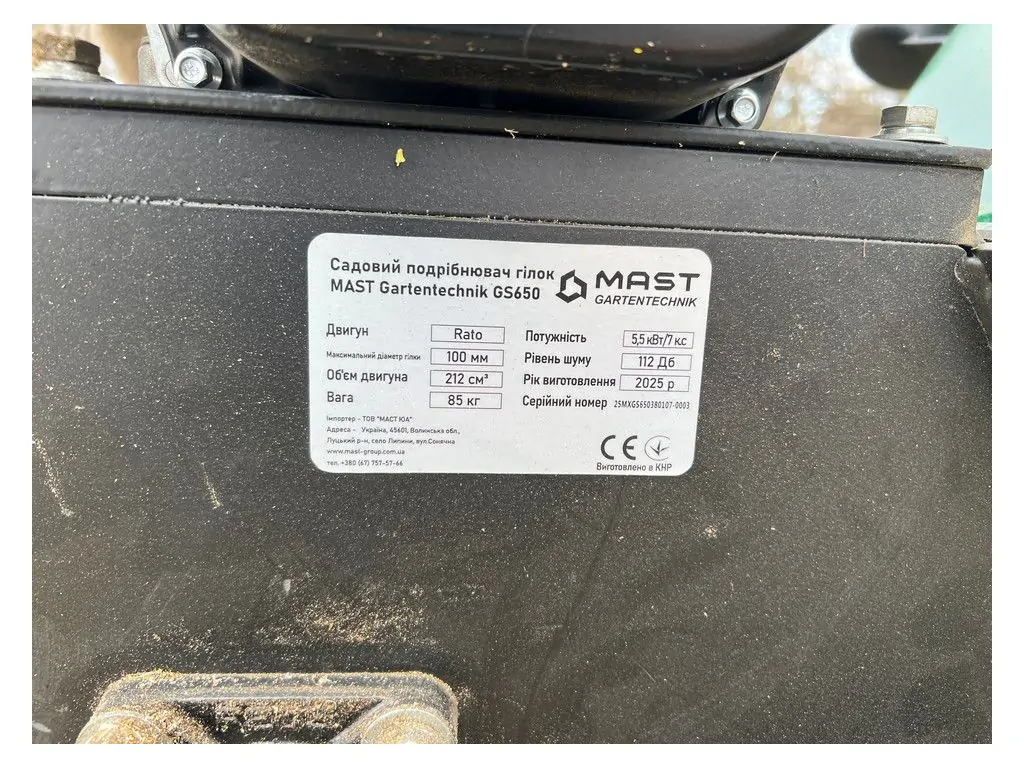 Садовий подрібнювач гілок
MAST Gartentechnik GS650
MAST
GARTENTECHNIK
Двигун Rato
Максимальний діаметр гілки 100 мм
Об'єм двигуна 212 см³
Вага 85 кг
Потужність 5,5 кВт/7 к.с
Рівень шуму 112 Дб
Рік виготовлення 2025 р
Серійний номер 25MXGS650380107-0003
Імпортер - ТОВ "МАСТ ЮА"
Адреса - Україна, 45601, Волинська обл.,
Луцький р-н, село Липини, вул.Сонячна
www.mast-group.com.ua
тел. +380 (67) 757-57-66
CE
Виготовлено в КНР